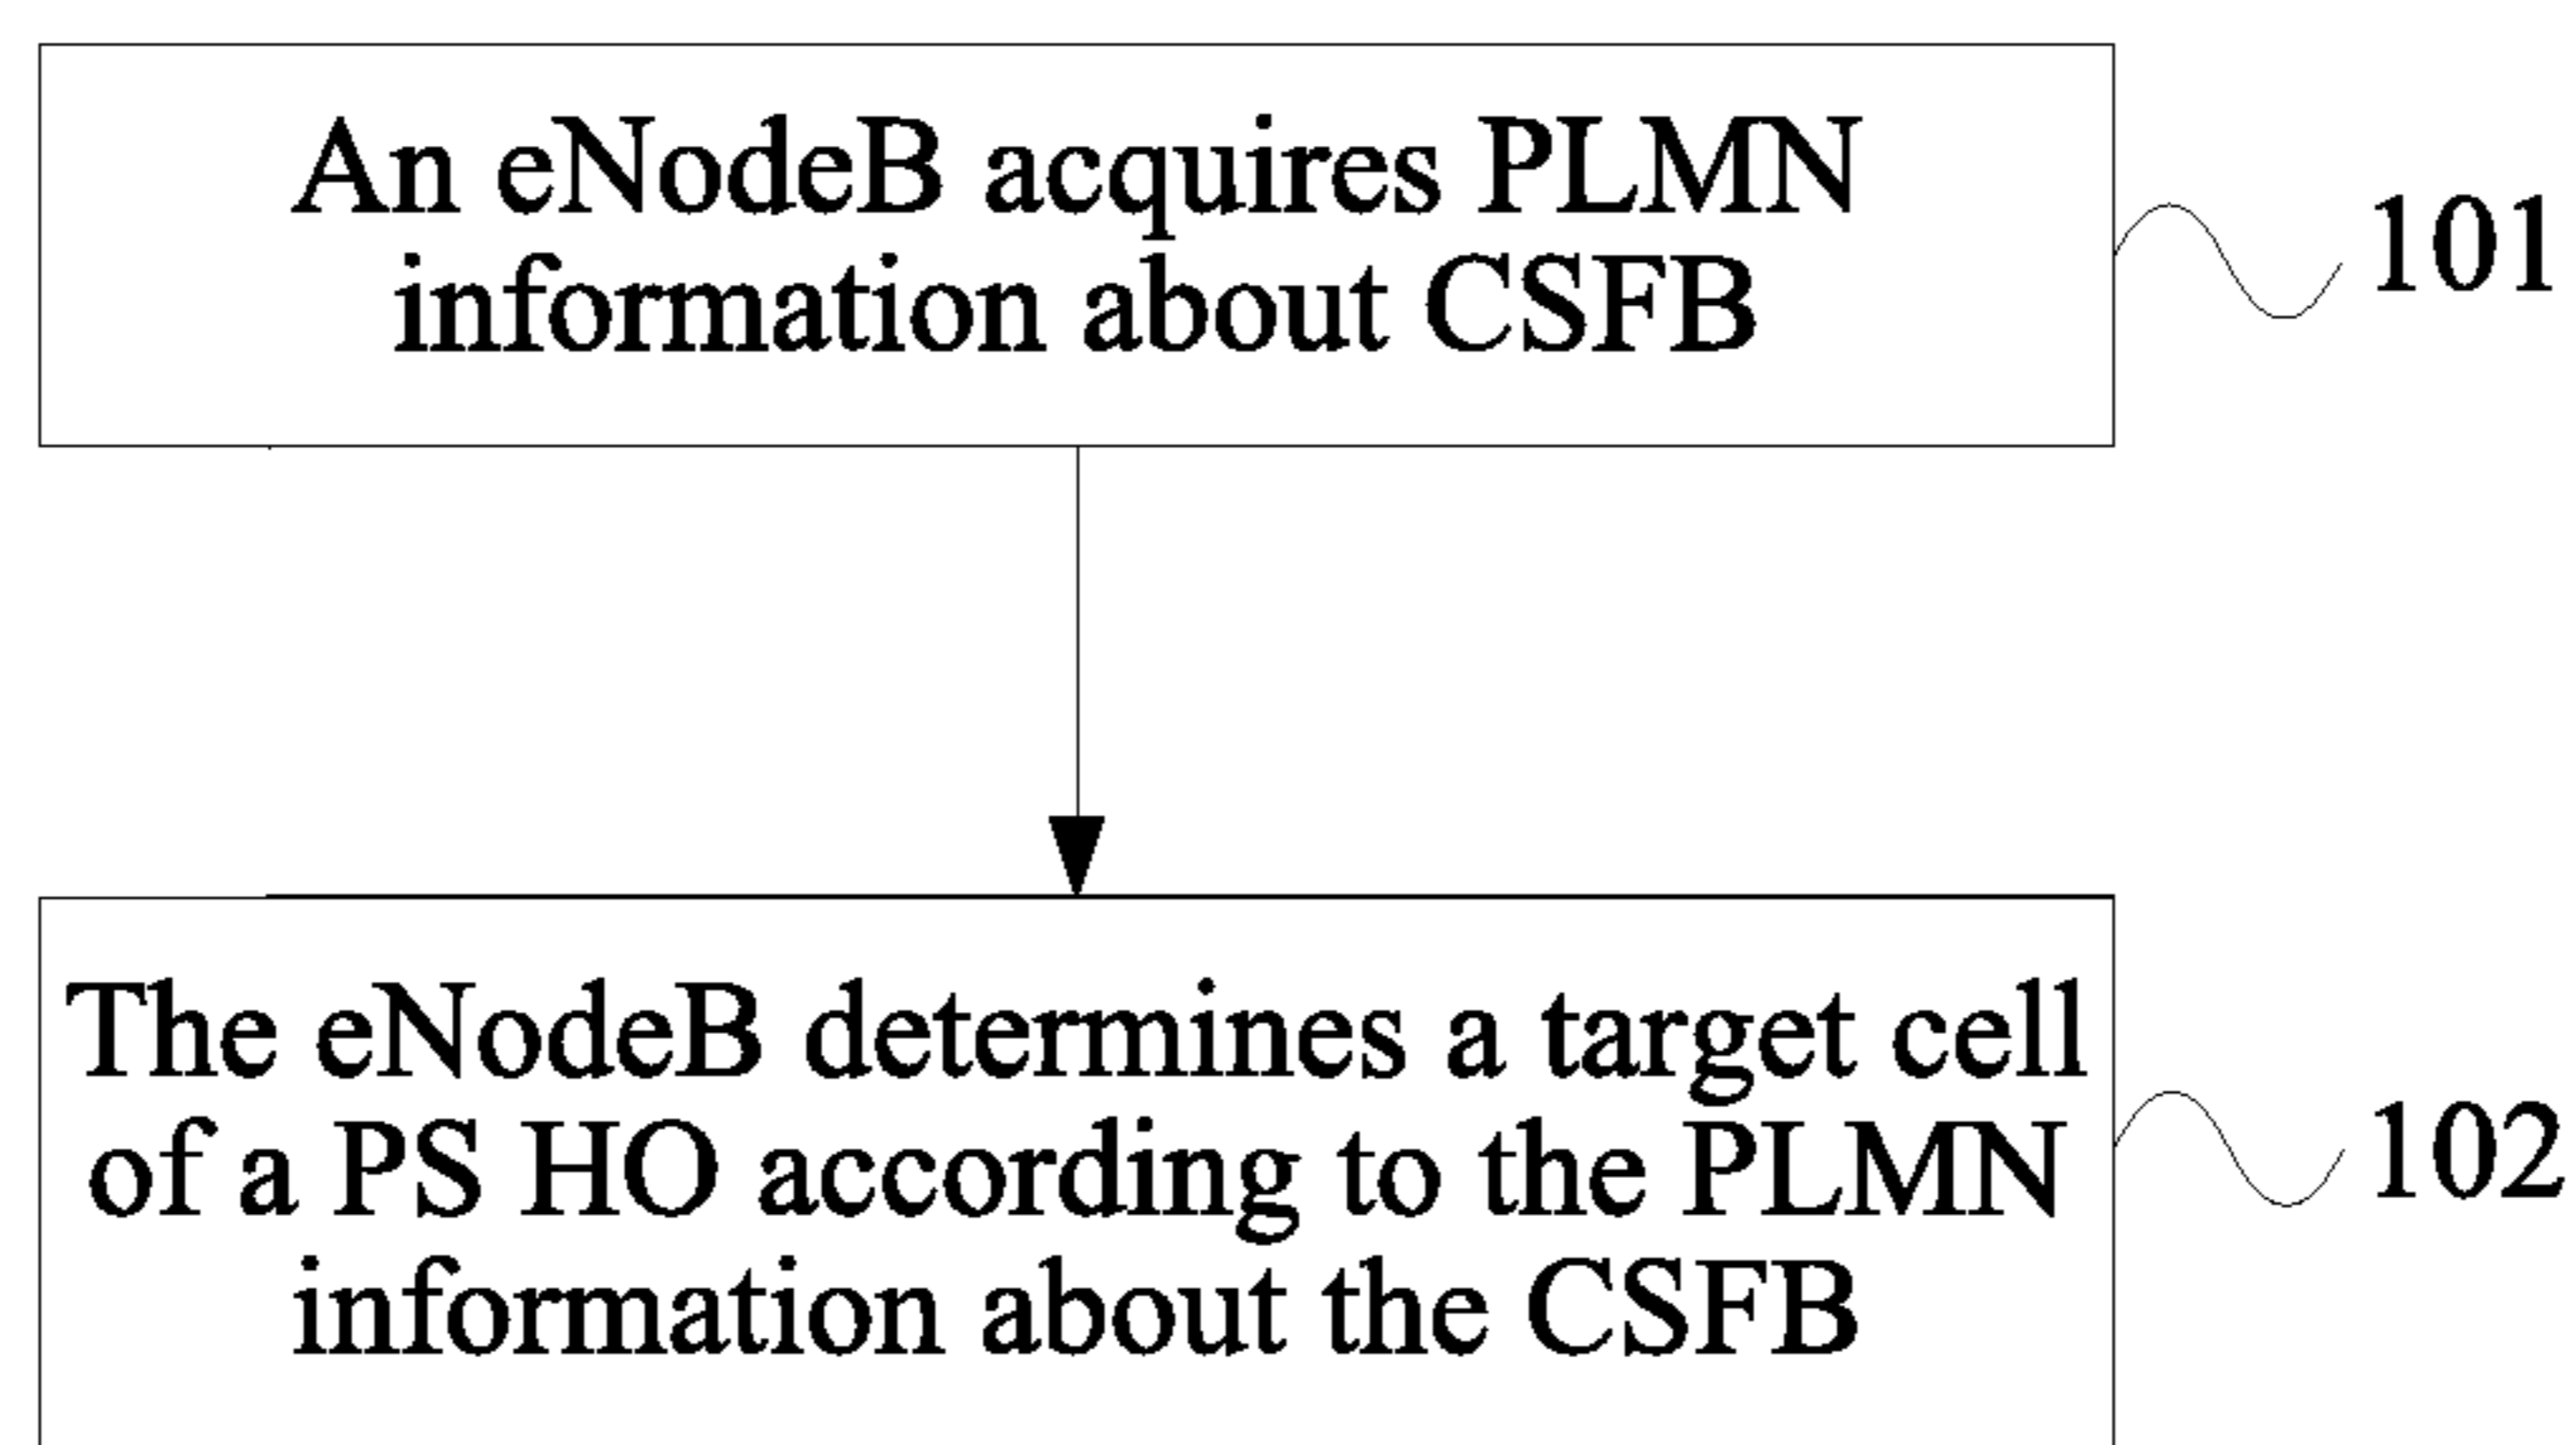 An eNodeB acquires PLMN
information about CSFB
101
The eNodeB determines a target cell
of a PS HO according to the PLMN
information about the CSFB
102